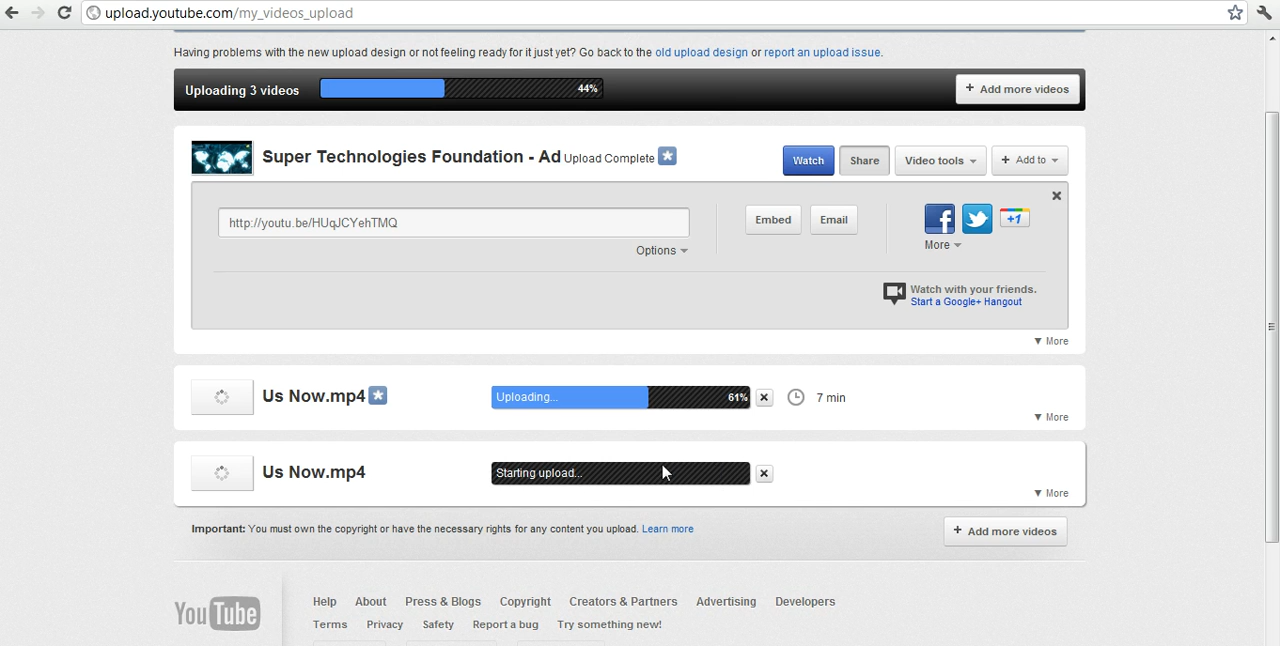 upload.youtube.com/my_videos_upload
Having problems with the new upload design or not feeling ready for it just yet? Go back to the old upload design or report an upload issue.
Uploading 3 videos 44% + Add more videos
Super Technologies Foundation - Ad Upload Complete Watch Share Video tools + Add to
http://youtu.be/HUqJCYehTMQ Embed Email +1
Options More
Watch with your friends.
Start a Google+ Hangout
More
Us Now.mp4 Uploading... 61% 7 min
More
Us Now.mp4 Starting upload...
More
Important: You must own the copyright or have the necessary rights for any content you upload. Learn more + Add more videos
YouTube
Help About Press & Blogs Copyright Creators & Partners Advertising Developers
Terms Privacy Safety Report a bug Try something new!